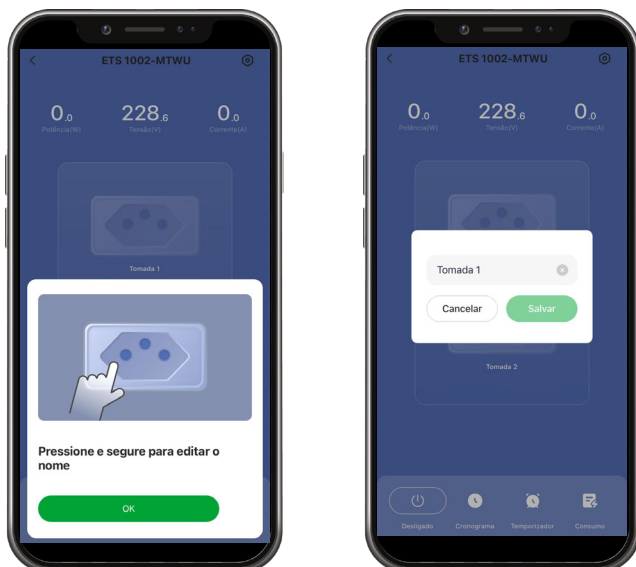 ETS 1002-MTWU
0.0 228.6 0.0
Potência(W) Tensão(V) Corrente(A)
Tomada 1
Pressione e segure para editar o
nome
OK
ETS 1002-MTWU
0.0 228.6 0.0
Potência(W) Tensão(V) Corrente(A)
Tomada 1
Cancelar Salvar
Tomada 2
Desligado Cronograma Temporizador Consumo